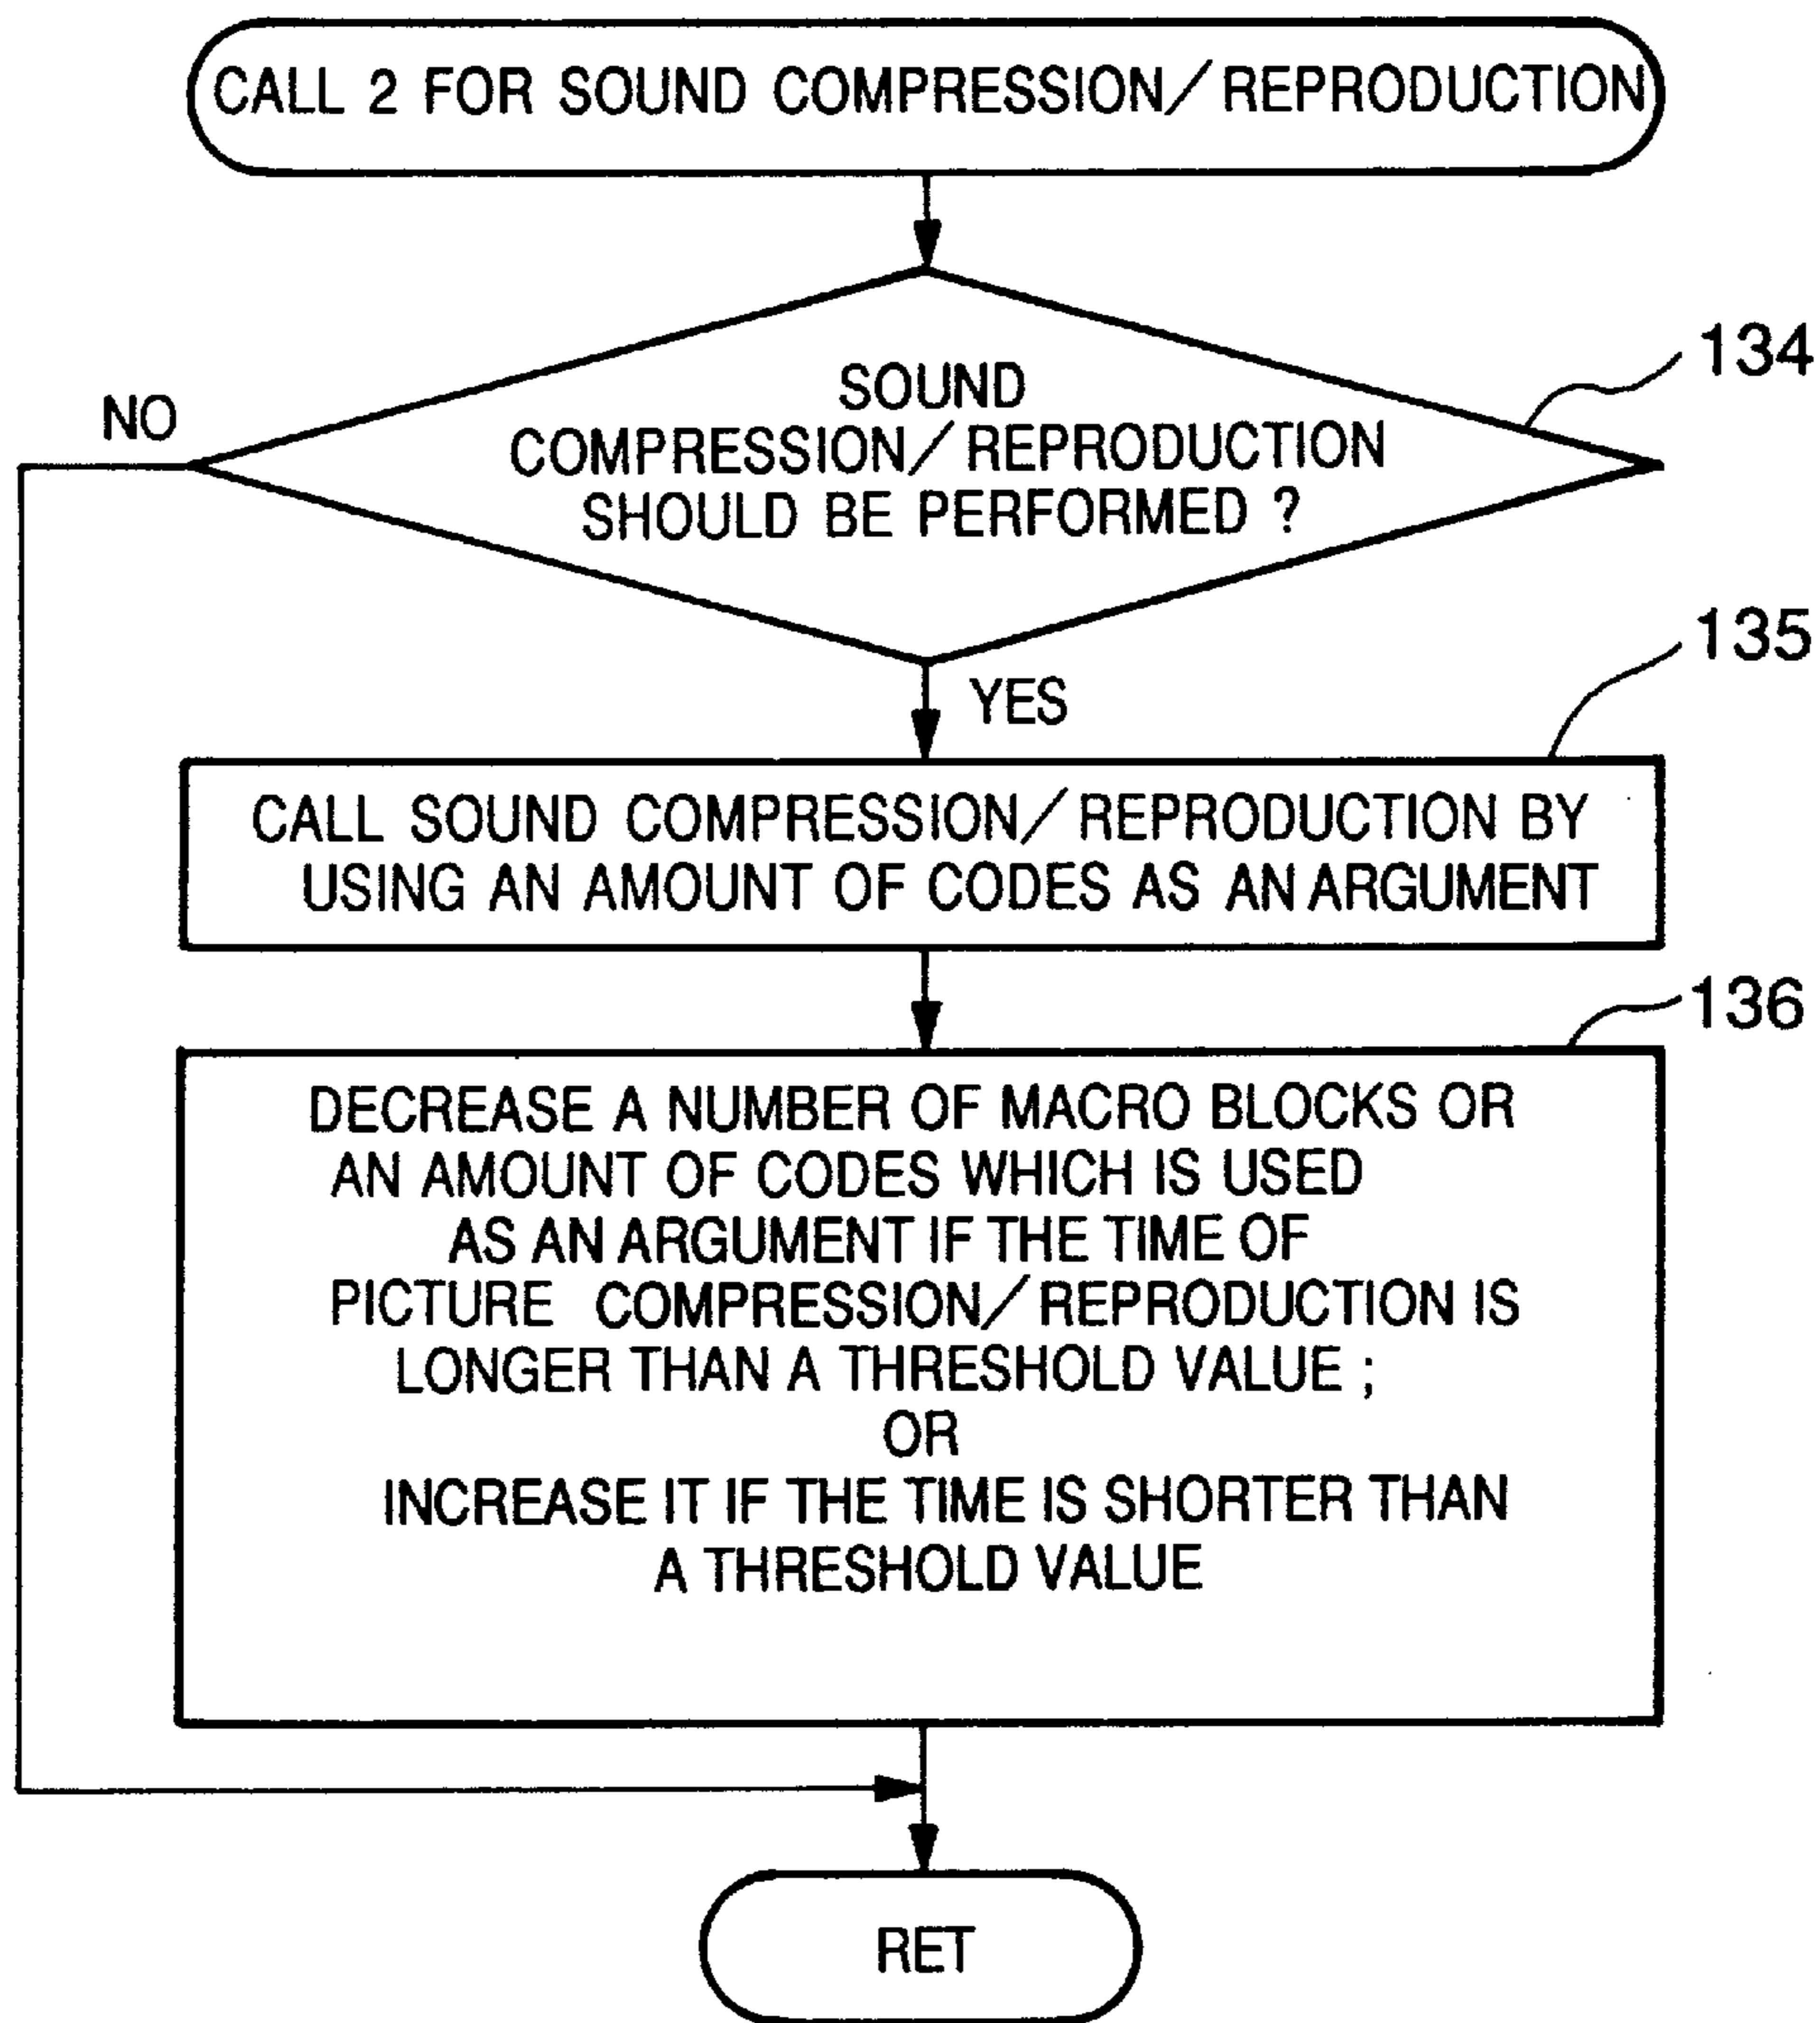 CALL 2 FOR SOUND COMPRESSION/REPRODUCTION
134
NO
SOUND
COMPRESSION/REPRODUCTION
SHOULD BE PERFORMED ?
135
YES
CALL SOUND COMPRESSION/REPRODUCTION BY
USING AN AMOUNT OF CODES AS AN ARGUMENT
136
DECREASE A NUMBER OF MACRO BLOCKS OR
AN AMOUNT OF CODES WHICH IS USED
AS AN ARGUMENT IF THE TIME OF
PICTURE COMPRESSION/REPRODUCTION IS
LONGER THAN A THRESHOLD VALUE ;
OR
INCREASE IT IF THE TIME IS SHORTER THAN
A THRESHOLD VALUE
RET